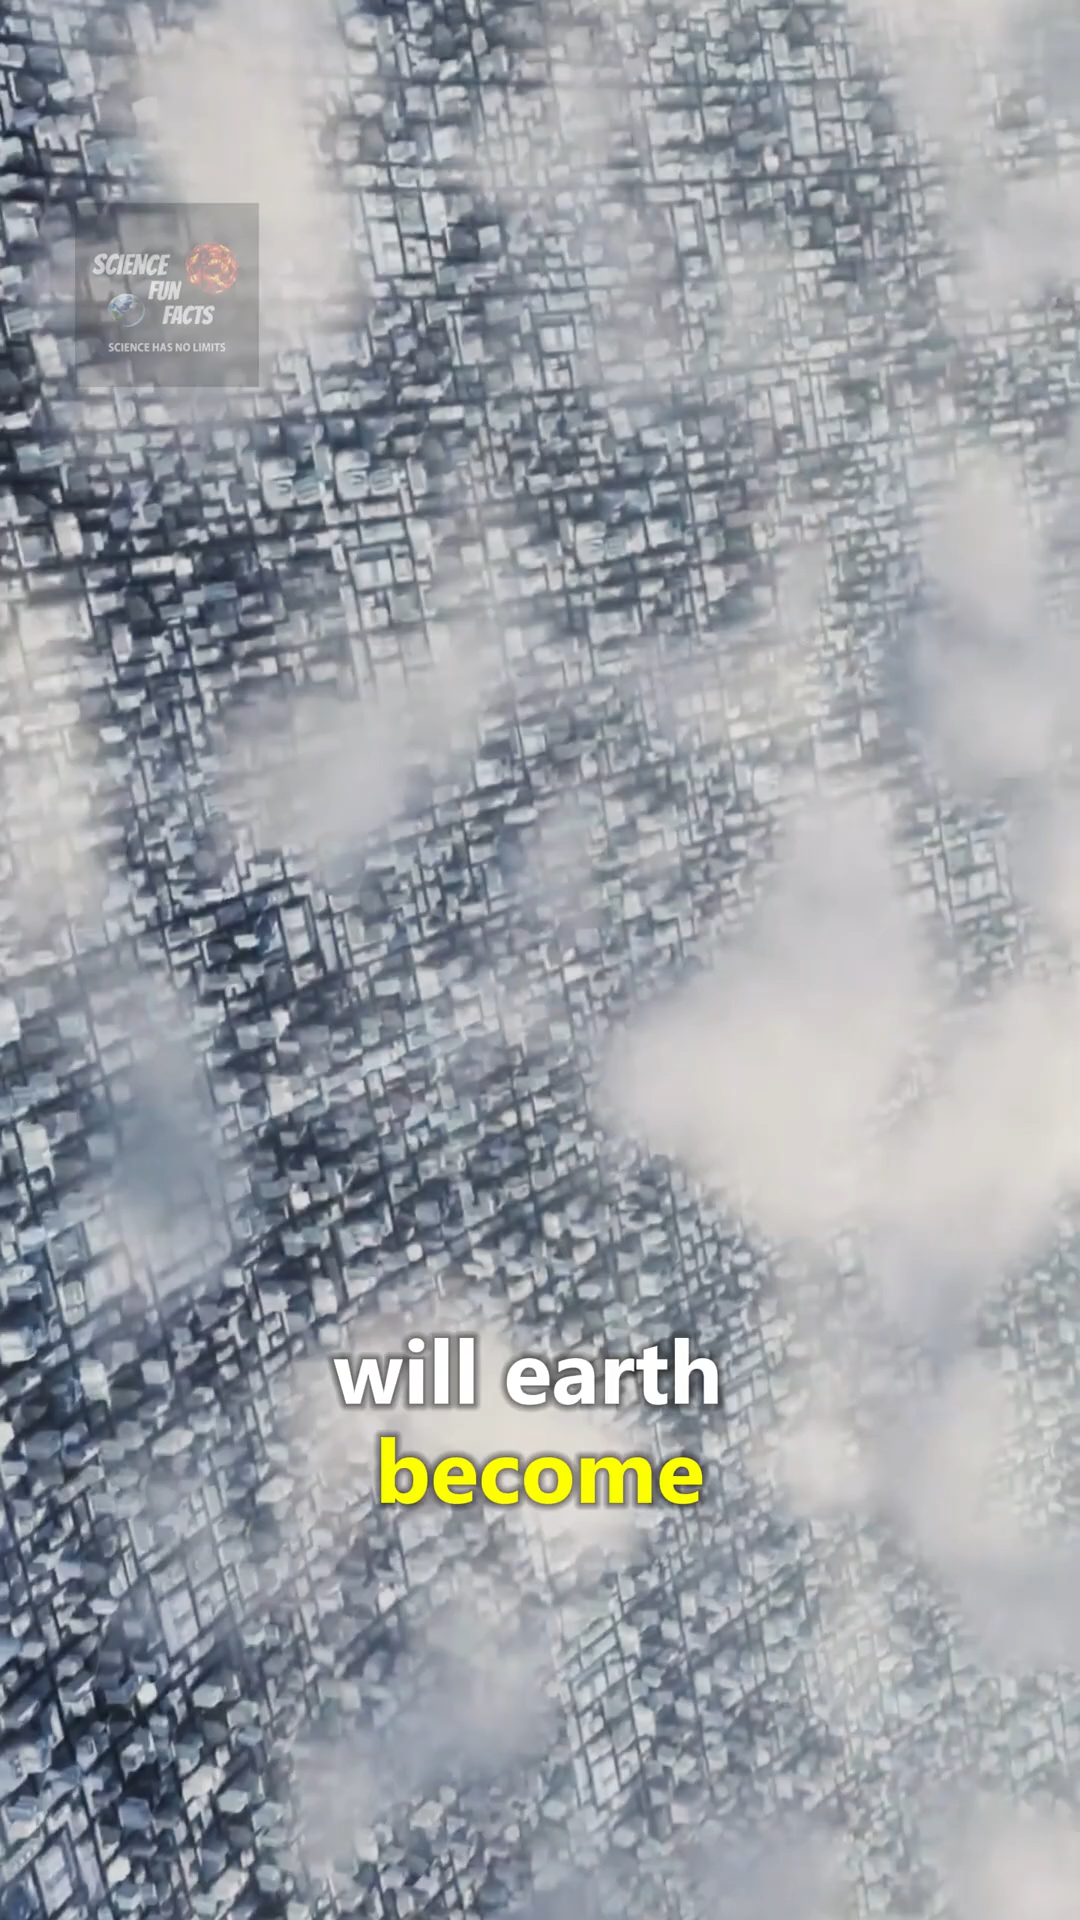 SCIENCE
FUN
FACTS
SCIENCE HAS NO LIMITS
will earth
become